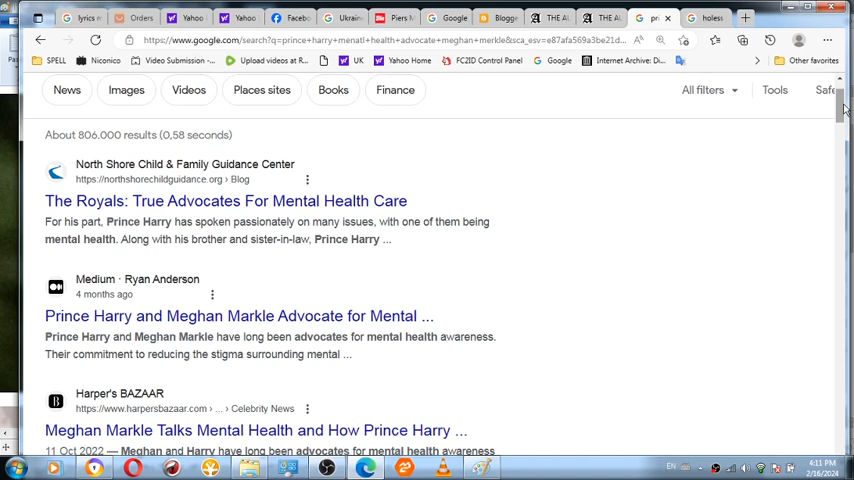 lyrics w
Orders
Yahoo
Yahoo
Facebo
Ukrain
Piers M
Google
Blogge
THE AU
THE AU
pri
holess
https://www.google.com/search?q=prince+harry+menatl+health+advocate+meghan+merkle&sca_ev=e87afa569a3be21d...
SPELL
Niconico
Video Submission -...
Upload videos at R...
UK
Yahoo Home
FC2ID Control Panel
Google
Internet Archive: Di...
Other favorites
News
Images
Videos
Places sites
Books
Finance
All filters
Tools
Safe
About 806.000 results (0,58 seconds)
North Shore Child & Family Guidance Center
https://northshorechildguidance.org › Blog
The Royals: True Advocates For Mental Health Care
For his part, Prince Harry has spoken passionately on many issues, with one of them being
mental health. Along with his brother and sister-in-law, Prince Harry ...
Medium · Ryan Anderson
4 months ago
Prince Harry and Meghan Markle Advocate for Mental ...
Prince Harry and Meghan Markle have long been advocates for mental health awareness.
Their commitment to reducing the stigma surrounding mental ...
Harper's BAZAAR
https://www.harpersbazaar.com › ... › Celebrity News
Meghan Markle Talks Mental Health and How Prince Harry ...
11 Oct 2022 — Meghan and Harry have long been advocates for mental health awareness
EN
4:11 PM
2/16/2024